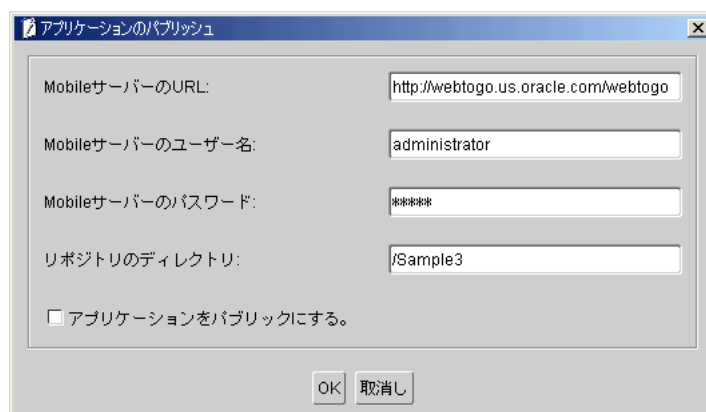 アプリケーションのパブリッシュ
MobileサーバーのURL: http://webtogo.us.oracle.com/webtogo
Mobileサーバーのユーザー名: administrator
Mobileサーバーのパスワード: *****
リポジトリのディレクトリ: /Sample3
アプリケーションをパブリックにする。
OK 取消し